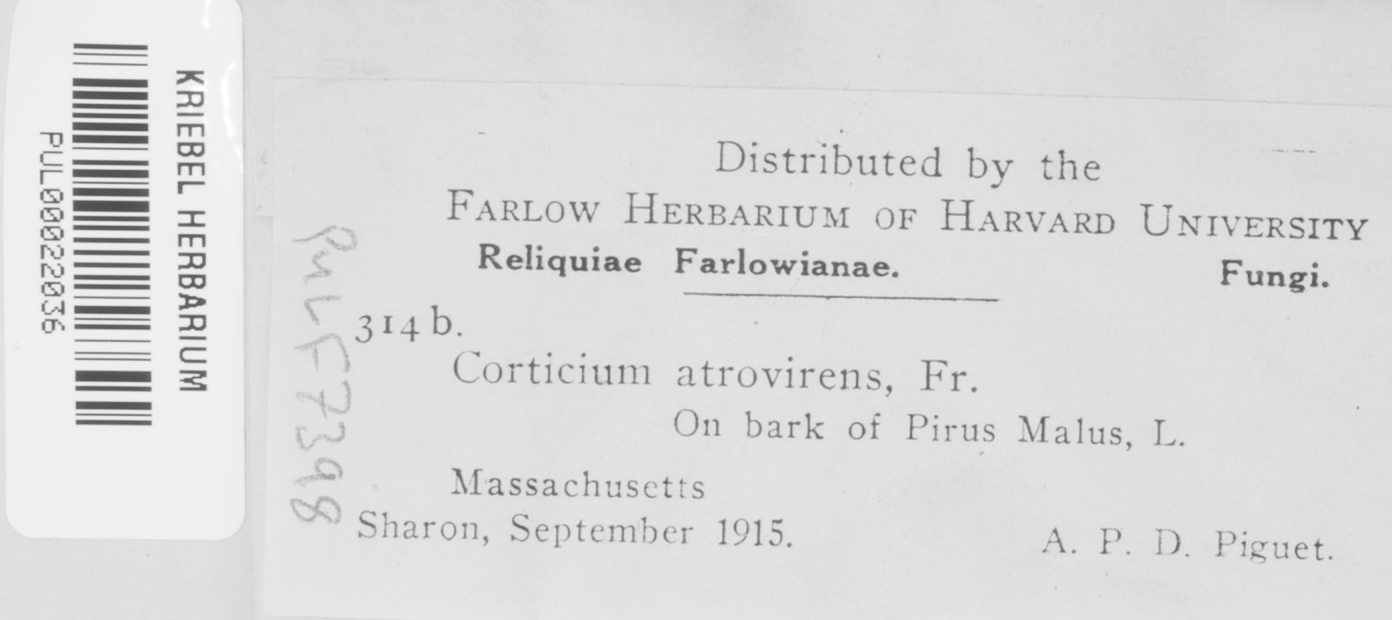 KRIEBEL HERBARIUM
PUL00022036
PUL F7398
Distributed by the
FARLOW HERBARIUM OF HARVARD UNIVERSITY
Reliquiae Farlowianae. Fungi.
314 b.
Corticium atrovirens, Fr.
On bark of Pirus Malus, L.
Massachusetts
Sharon, September 1915. A. P. D. Piguet.